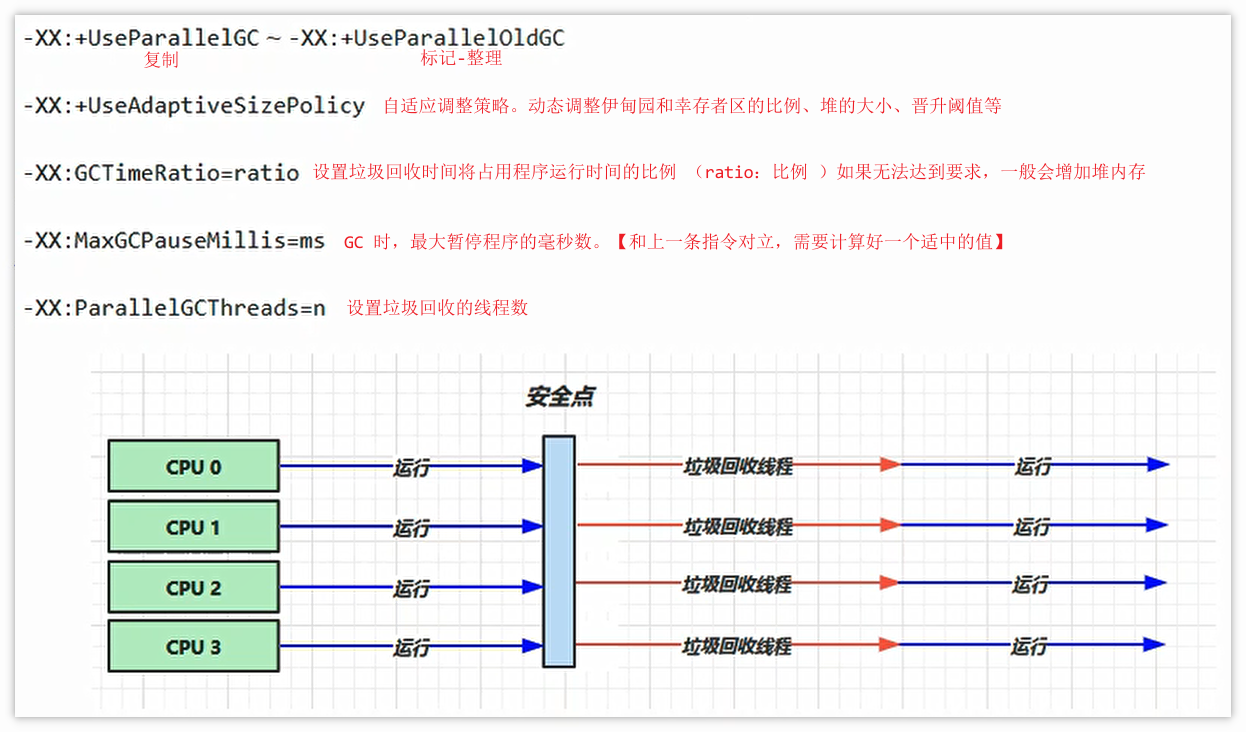 -XX:+UseParallelGC ~ -XX:+UseParallelOldGC
复制 标记-整理
-XX:+UseAdaptiveSizePolicy 自适应调整策略。动态调整伊甸园和幸存者区的比例、堆的大小、晋升阈值等
-XX:GCTimeRatio=ratio 设置垃圾回收时间将占用程序运行时间的比例 （ratio: 比例 ）如果无法达到要求，一般会增加堆内存
-XX:MaxGCPauseMillis=ms GC 时，最大暂停程序的毫秒数。【和上一条指令对立，需要计算好一个适中的值】
-XX:ParallelGCThreads=n 设置垃圾回收的线程数
安全点
CPU 0 运行 垃圾回收线程 运行
CPU 1 运行 垃圾回收线程 运行
CPU 2 运行 垃圾回收线程 运行
CPU 3 运行 垃圾回收线程 运行